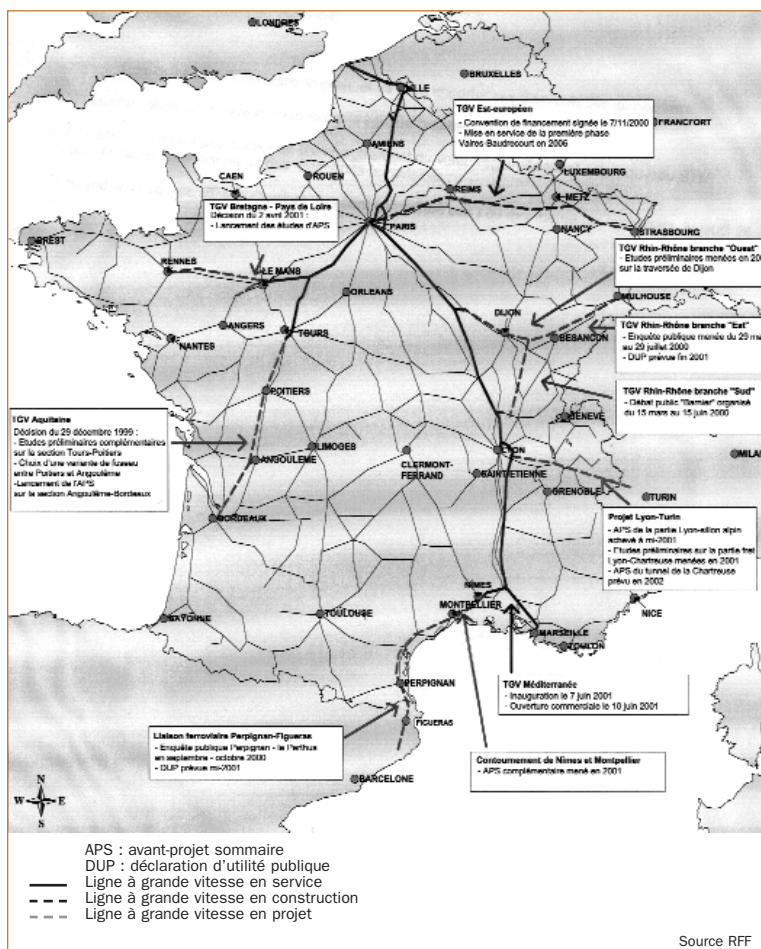 LONDRES
BRUXELLES
LILLE
TGV Est-européen
- Convention de financement signée le 7/11/2000
- Mise en service de la première phase
Vaires-Baudrecourt en 2006
FRANCFORT
AMIENS
LUXEMBOURG
CAEN
ROUEN
REIMS
METZ
TGV Bretagne - Pays de Loire
Décision du 2 avril 2001 :
- Lancement des études d'APS
PARIS
NANCY
STRASBOURG
BREST
RENNES
LE MANS
TGV Rhin-Rhône branche "Ouest"
- Etudes préliminaires menées en 200
sur la traversée de Dijon
ORLEANS
MULHOUSE
ANGERS
TOURS
DIJON
BESANCON
NANTES
TGV Rhin-Rhône branche "Est"
- Enquête publique menée du 29 ma
au 29 juillet 2000
- DUP prévue fin 2001
POITIERS
TGV Rhin-Rhône branche "Sud"
- Débat public "Barnier" organisé
du 15 mars au 15 juin 2000
GENEVE
TGV Aquitaine
Décision du 29 décembre 1999 :
- Etudes préliminaires complémentaires
sur la section Tours-Poitiers
- Choix d'une variante de fuseau
entre Poitiers et Angoulême
-Lancement de l'APS
sur la section Angoulême-Bordeaux
LIMOGES
ANGOULEME
CLERMONT-
FERRAND
LYON
SAINT-ETIENNE
MILA
GRENOBLE
TURIN
BORDEAUX
Projet Lyon-Turin
- APS de la partie Lyon-sillon alpin
achevé à mi-2001
- Etudes préliminaires sur la partie fret
Lyon-Chartreuse menées en 2001
- APS du tunnel de la Chartreuse
prévu en 2002
NIMES
MONTPELLIER
NICE
BAYONNE
TOULOUSE
MARSEILLE
TOULON
PERPIGNAN
TGV Méditerranée
- Inauguration le 7 juin 2001
- Ouverture commerciale le 10 juin 2001
FIGUERAS
Liaison ferroviaire Perpignan-Figueras
- Enquête publique Perpignan - le Perthus
en septembre - octobre 2000
- DUP prévue mi-2001
Contournement de Nîmes et Montpellier
- APS complémentaire mené en 2001
BARCELONE
N
W E
S
APS : avant-projet sommaire
DUP : déclaration d'utilité publique
Ligne à grande vitesse en service
Ligne à grande vitesse en construction
Ligne à grande vitesse en projet
Source RFF